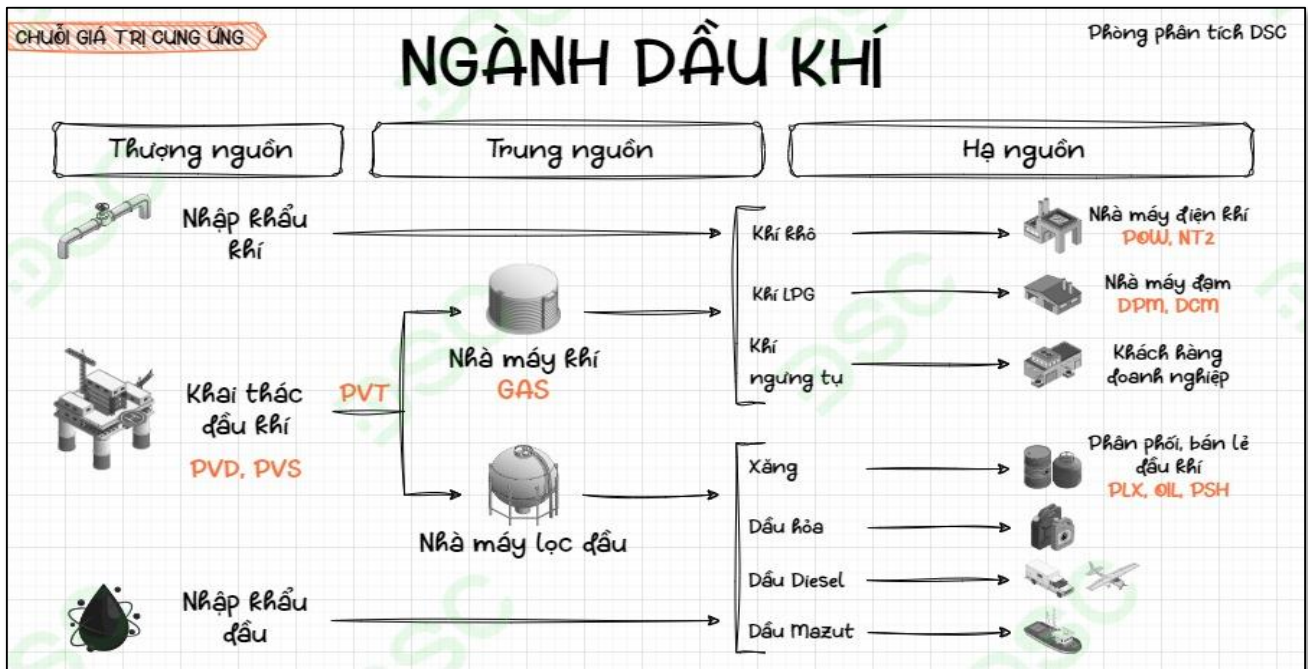 CHUỖI GIÁ TRỊ CUNG ỨNG
NGÀNH DẦU KHÍ
Phòng phân tích DSC
Thượng nguồn
Trung nguồn
Hạ nguồn
Nhập khẩu
khí
Khai thác
dầu khí
PVD, PVS
Nhập khẩu
dầu
PVT
Nhà máy khí
GAS
Nhà máy lọc dầu
Khí khô
Khí LPG
Khí
ngưng tụ
Xăng
Dầu hỏa
Dầu Diesel
Dầu Mazut
Nhà máy điện khí
POW, NT2
Nhà máy đạm
DPM, DCM
Khách hàng
doanh nghiệp
Phân phối, bán lẻ
dầu khí
PLX, OIL, PSH
DSC
DSC
DSC
DSC